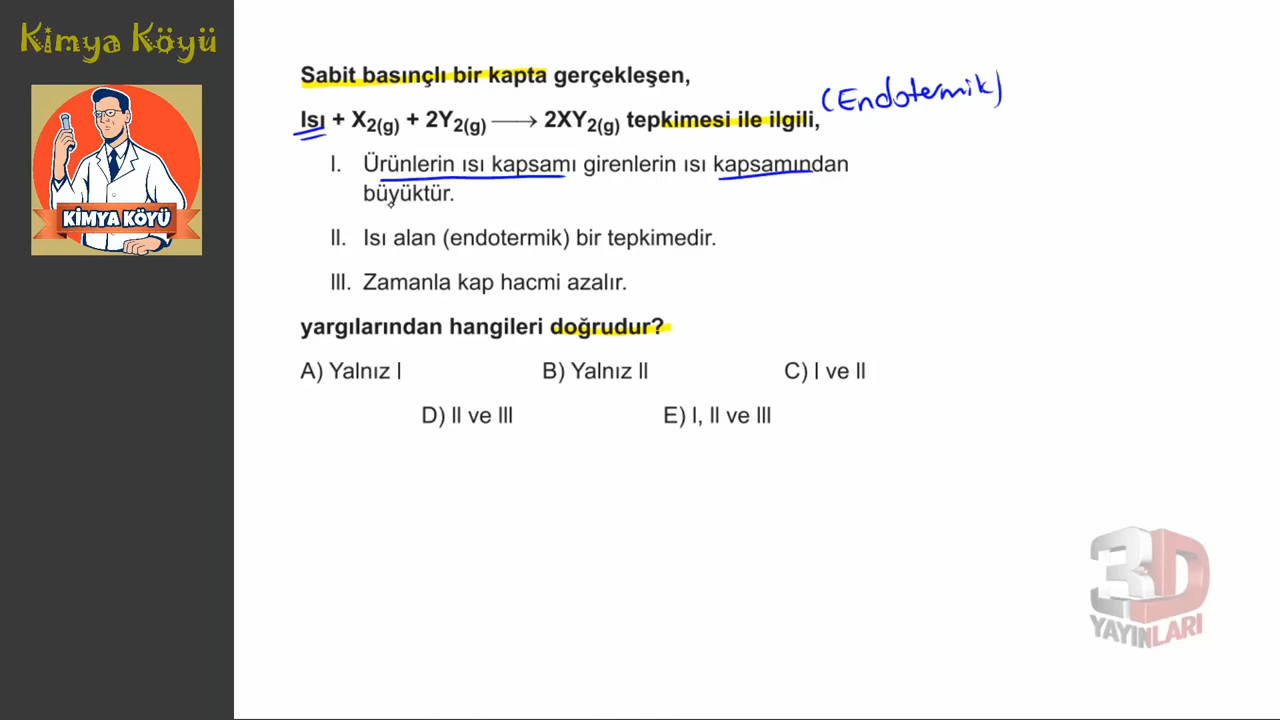 Kimya Köyü
KİMYA KÖYÜ
Sabit basınçlı bir kapta gerçekleşen,
(Endotermik)
Isı + X2(g) + 2Y2(g) ⟶ 2XY2(g) tepkimesi ile ilgili,
I. Ürünlerin ısı kapsamı girenlerin ısı kapsamından
büyüktür.
II. Isı alan (endotermik) bir tepkimedir.
III. Zamanla kap hacmi azalır.
yargılarından hangileri doğrudur?
A) Yalnız I B) Yalnız II C) I ve II
D) II ve III E) I, II ve III
3D
YAYINLARI